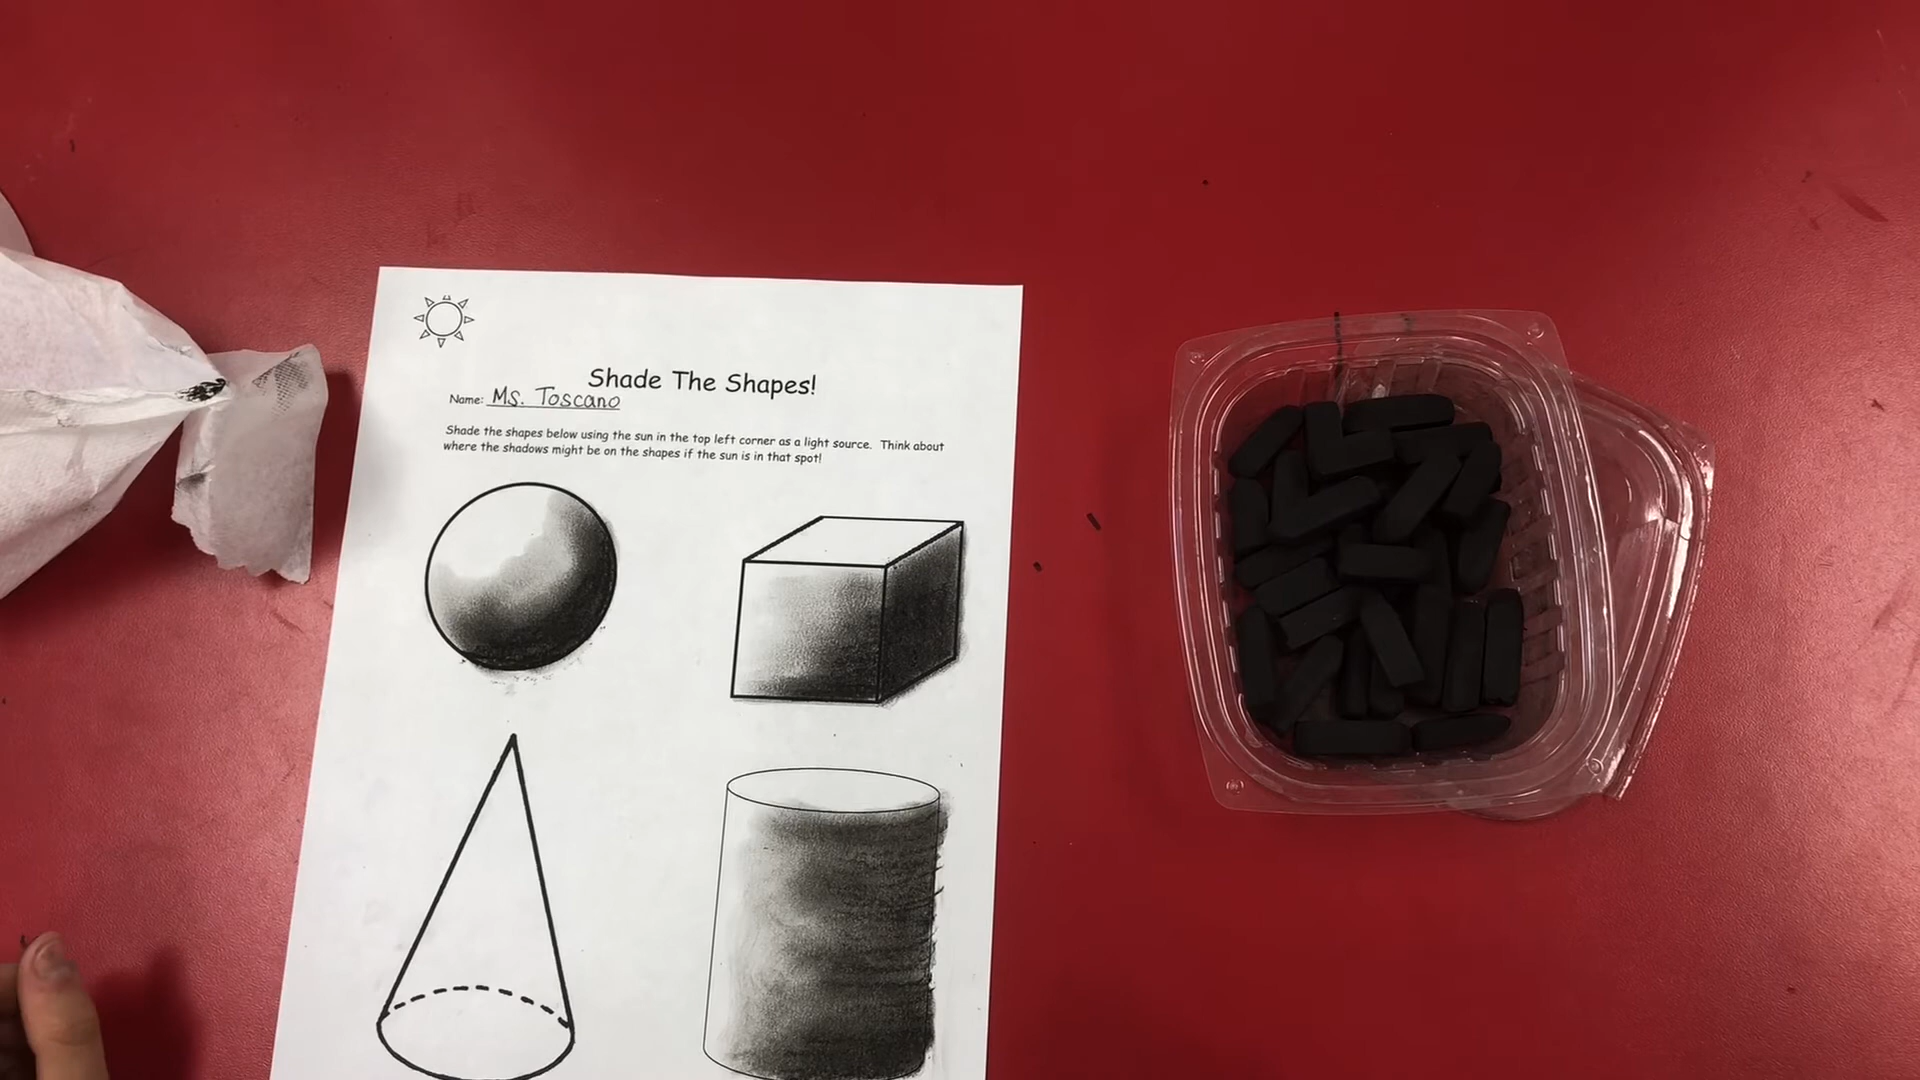 Shade The Shapes!
Name: Ms. Toscano
Shade the shapes below using the sun in the top left corner as a light source. Think about
where the shadows might be on the shapes if the sun is in that spot!